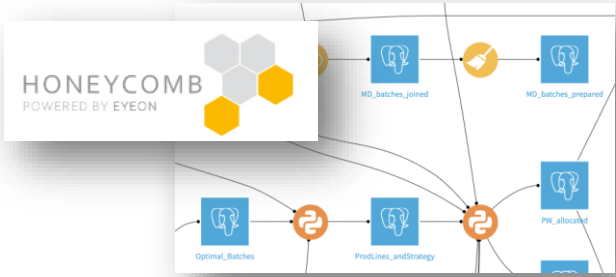 HONEYCOMB
POWERED BY EYEON
MD_batches_joined
MD_batches_prepared
PW_allocated
Optimal_Batches
ProdLines_andStrategy